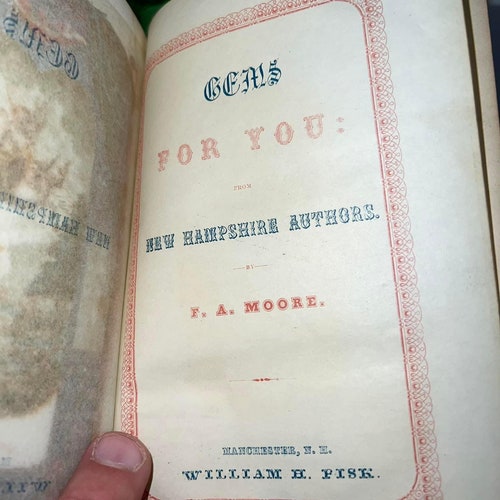 GEMS
FOR YOU:
FROM
NEW HAMPSHIRE AUTHORS.
BY
F. A. MOORE.
MANCHESTER, N. H.
WILLIAM H. FISK.